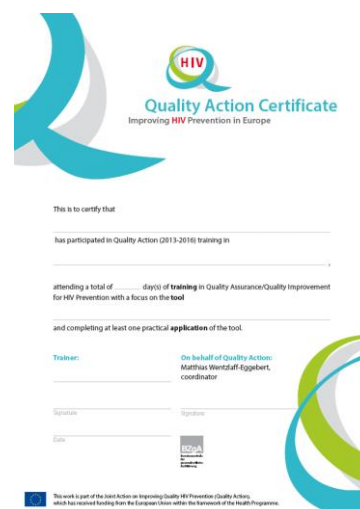 HIV
Quality Action Certificate
Improving HIV Prevention in Europe
This is to certify that
has participated in Quality Action (2013-2016) training in
,
attending a total of ............ day(s) of training in Quality Assurance/Quality Improvement
for HIV Prevention with a focus on the tool
and completing at least one practical application of the tool.
Trainer:
On behalf of Quality Action:
Matthias Wentzlaff-Eggebert,
coordinator
Signature
Signature
Date
BZgA
Bundeszentrale
für
gesundheitliche
Aufklärung
This work is part of the Joint Action on Improving Quality HIV Prevention (Quality Action),
which has received funding from the European Union within the framework of the Health Programme.